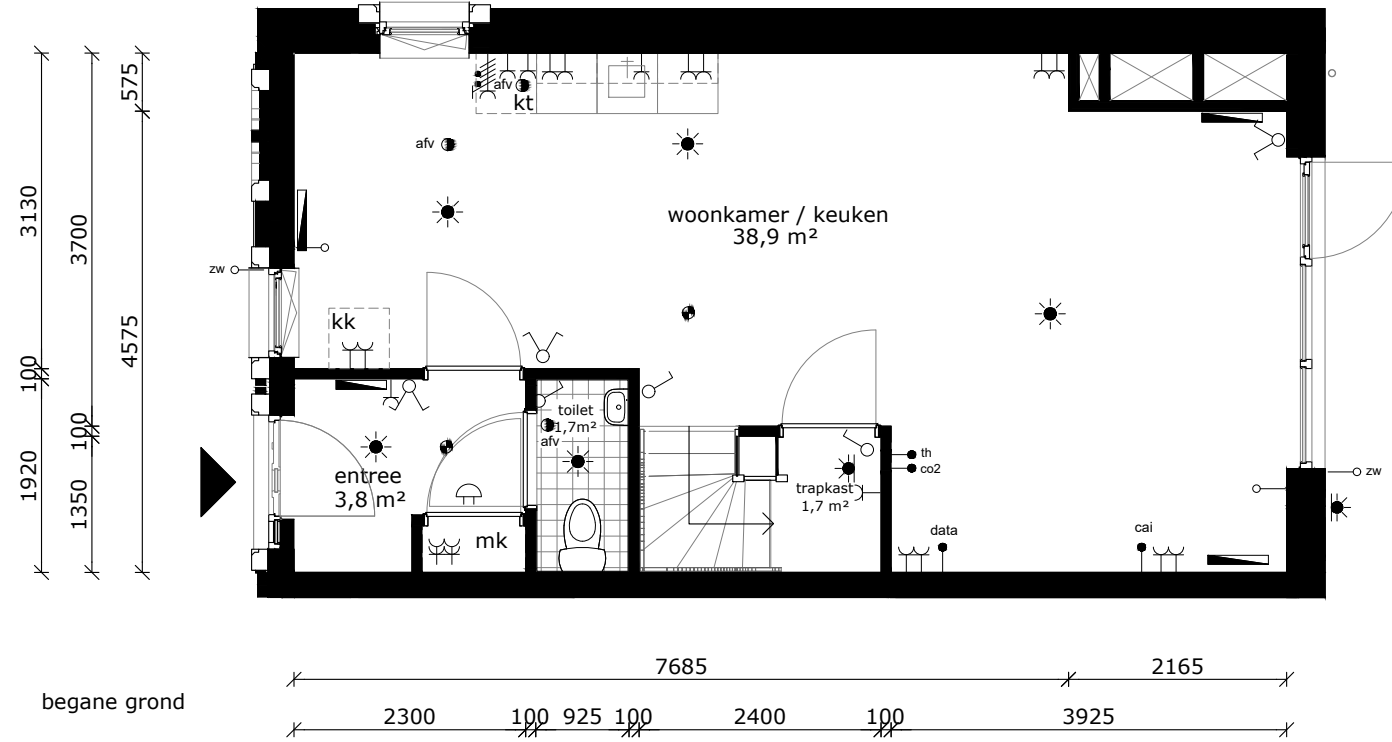 575
afv
kt
afv
3130
3700
woonkamer / keuken
38,9 m²
zw
kk
4575
100
100
toilet
1,7m²
afv
th
co2
zw
1920
1350
entree
3,8 m²
trapkast
1,7 m²
mk
data
cai
7685
2165
begane grond
2300
100
925
100
2400
100
3925